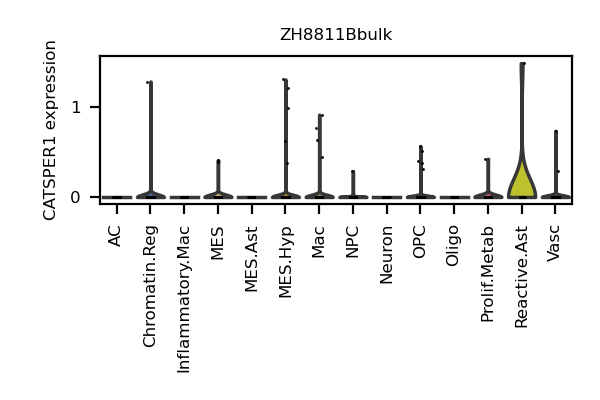 ZH8811Bbulk
CATSPER1 expression
1
0
AC
Chromatin.Reg
Inflammatory.Mac
MES
MES.Ast
MES.Hyp
Mac
NPC
Neuron
OPC
Oligo
Prolif.Metab
Reactive.Ast
Vasc